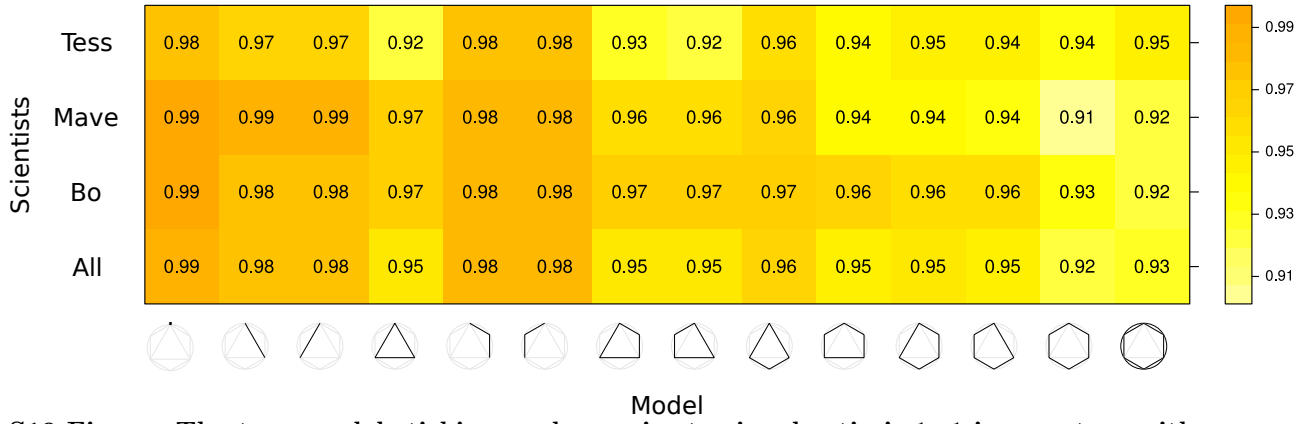 Scientists
Tess 0.98 0.97 0.97 0.92 0.98 0.98 0.93 0.92 0.96 0.94 0.95 0.94 0.94 0.95
Mave 0.99 0.99 0.99 0.97 0.98 0.98 0.96 0.96 0.96 0.94 0.94 0.94 0.91 0.92
Bo 0.99 0.98 0.98 0.97 0.98 0.98 0.97 0.97 0.97 0.96 0.96 0.96 0.93 0.92
All 0.99 0.98 0.98 0.95 0.98 0.98 0.95 0.95 0.96 0.95 0.95 0.95 0.92 0.93
0.99
0.97
0.95
0.93
0.91
Model